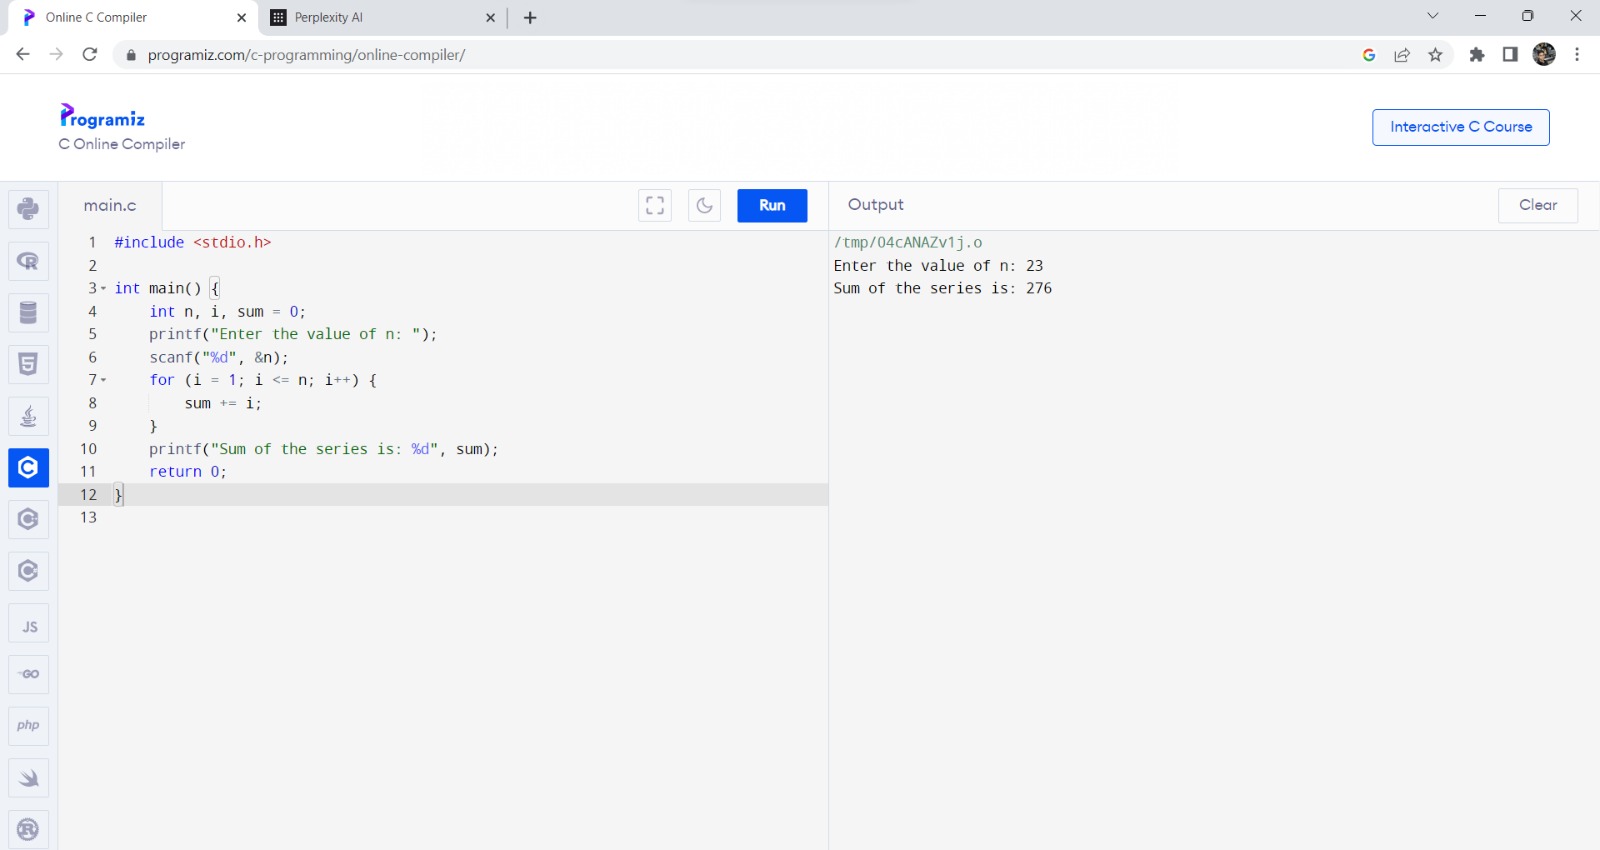 Online C Compiler
Perplexity AI
programiz.com/c-programming/online-compiler/
Programiz
C Online Compiler
Interactive C Course
main.c
Run
Output
Clear
1 #include <stdio.h>
2
3 int main() {
4 int n, i, sum = 0;
5 printf("Enter the value of n: ");
6 scanf("%d", &n);
7 for (i = 1; i <= n; i++) {
8 sum += i;
9 }
10 printf("Sum of the series is: %d", sum);
11 return 0;
12 }
13
/tmp/O4cANAZv1j.o
Enter the value of n: 23
Sum of the series is: 276
JS
GO
php